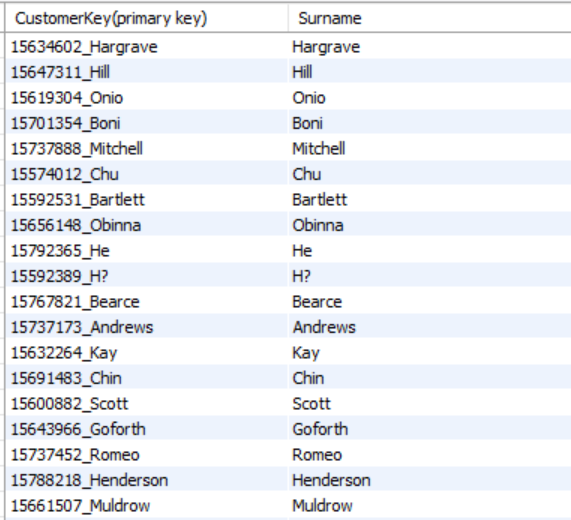 CustomerKey(primary key) Surname
15634602_Hargrave Hargrave
15647311_Hill Hill
15619304_Onio Onio
15701354_Boni Boni
15737888_Mitchell Mitchell
15574012_Chu Chu
15592531_Bartlett Bartlett
15656148_Obinna Obinna
15792365_He He
15592389_H? H?
15767821_Bearce Bearce
15737173_Andrews Andrews
15632264_Kay Kay
15691483_Chin Chin
15600882_Scott Scott
15643966_Goforth Goforth
15737452_Romeo Romeo
15788218_Henderson Henderson
15661507_Muldrow Muldrow